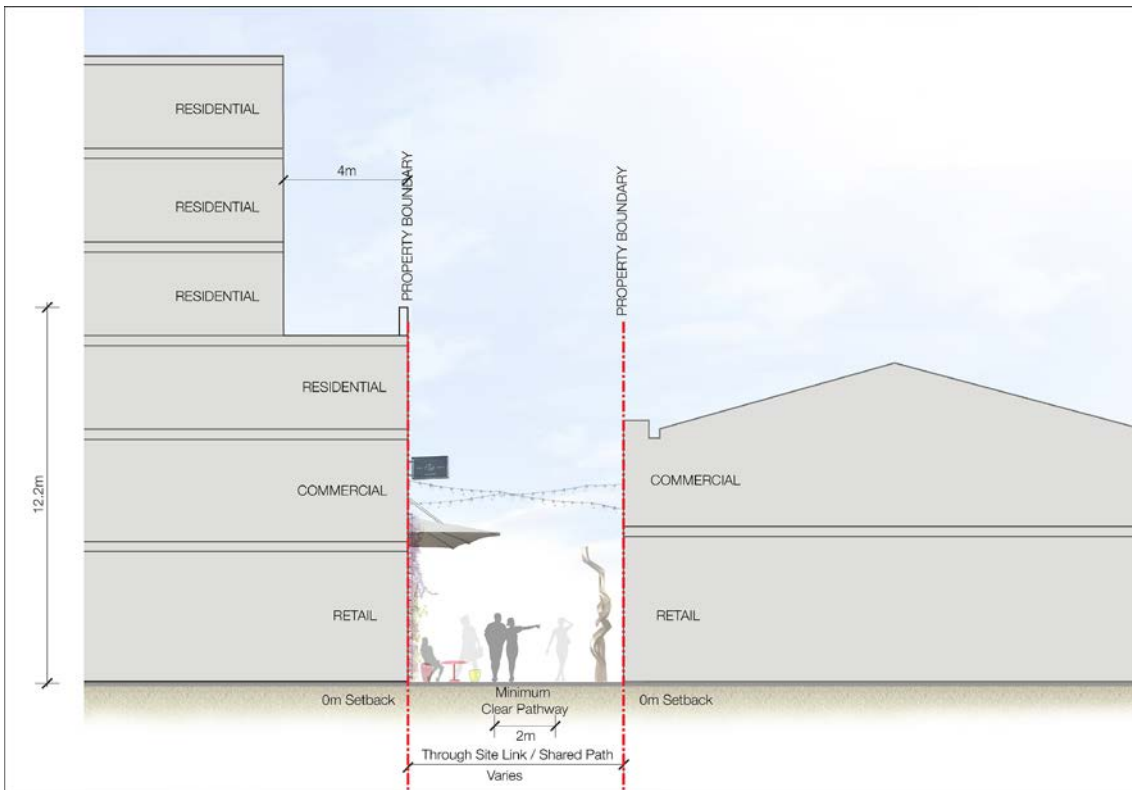 RESIDENTIAL
4m
PROPERTY BOUNDARY
PROPERTY BOUNDARY
RESIDENTIAL
RESIDENTIAL
RESIDENTIAL
12.2m
COMMERCIAL
COMMERCIAL
RETAIL
RETAIL
0m Setback
Minimum
Clear Pathway
0m Setback
2m
Through Site Link / Shared Path
Varies